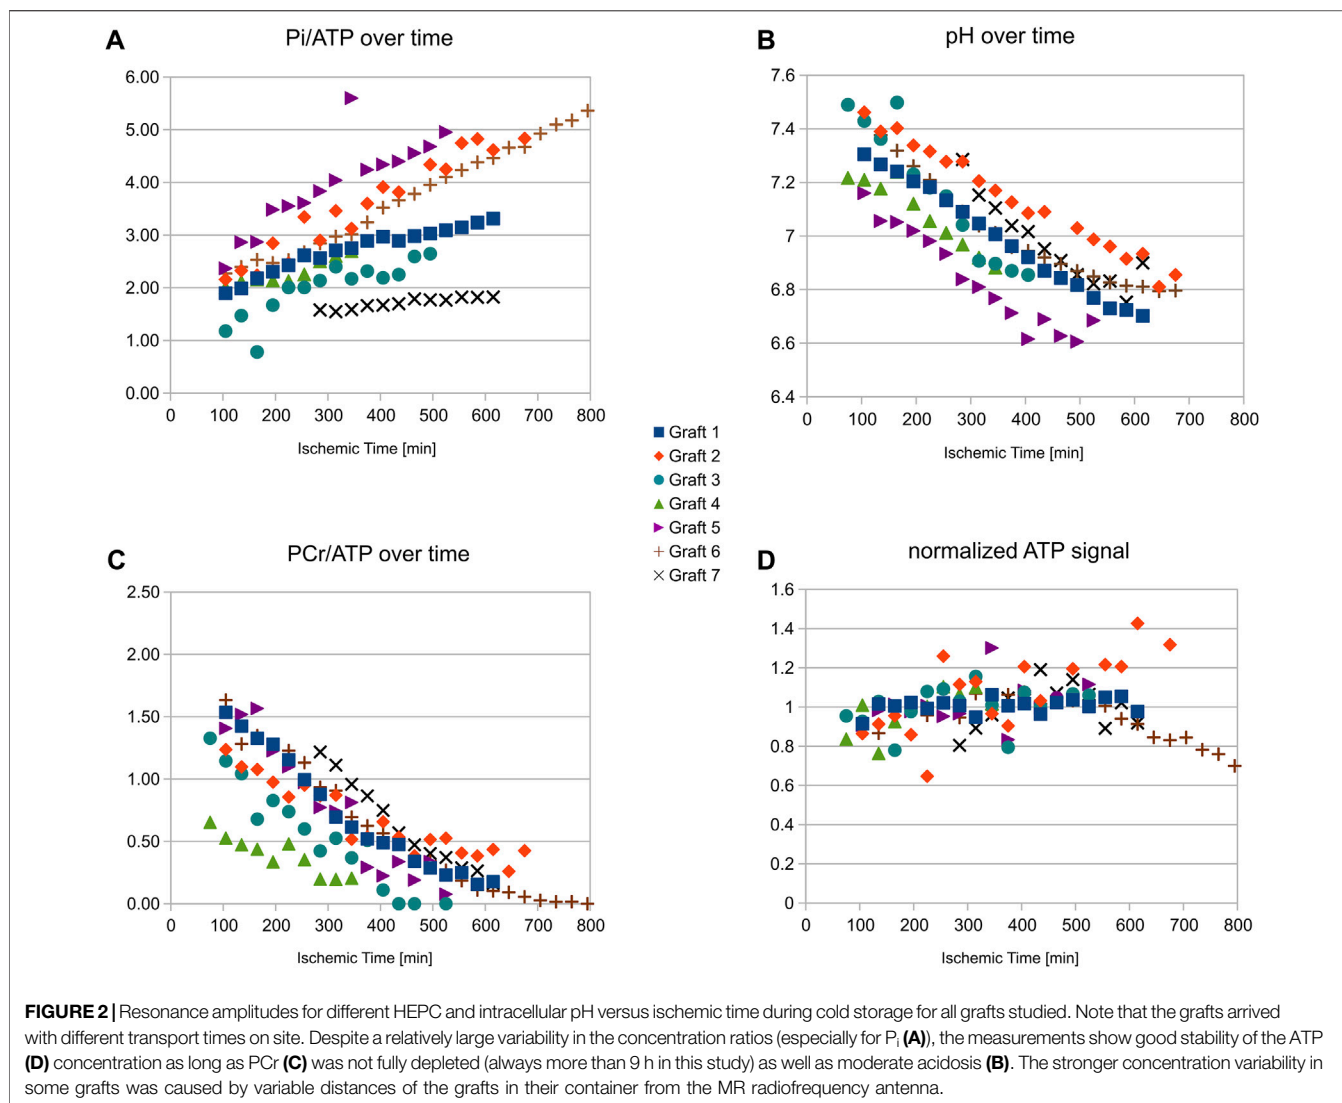 A
Pi/ATP over time
6.00
5.00
4.00
3.00
2.00
1.00
0.00
0 100 200 300 400 500 600 700 800
Ischemic Time [min]
B
pH over time
7.6
7.4
7.2
7
6.8
6.6
6.4
0 100 200 300 400 500 600 700 800
Ischemic Time [min]
Graft 1
Graft 2
Graft 3
Graft 4
Graft 5
Graft 6
Graft 7
C
PCr/ATP over time
2.50
2.00
1.50
1.00
0.50
0.00
0 100 200 300 400 500 600 700 800
Ischemic Time [min]
D
normalized ATP signal
1.6
1.4
1.2
1
0.8
0.6
0.4
0.2
0
0 100 200 300 400 500 600 700 800
Ischemic Time [min]
FIGURE 2 | Resonance amplitudes for different HEPC and intracellular pH versus ischemic time during cold storage for all grafts studied. Note that the grafts arrived
with different transport times on site. Despite a relatively large variability in the concentration ratios (especially for Pi (A)), the measurements show good stability of the ATP
(D) concentration as long as PCr (C) was not fully depleted (always more than 9 h in this study) as well as moderate acidosis (B). The stronger concentration variability in
some grafts was caused by variable distances of the grafts in their container from the MR radiofrequency antenna.